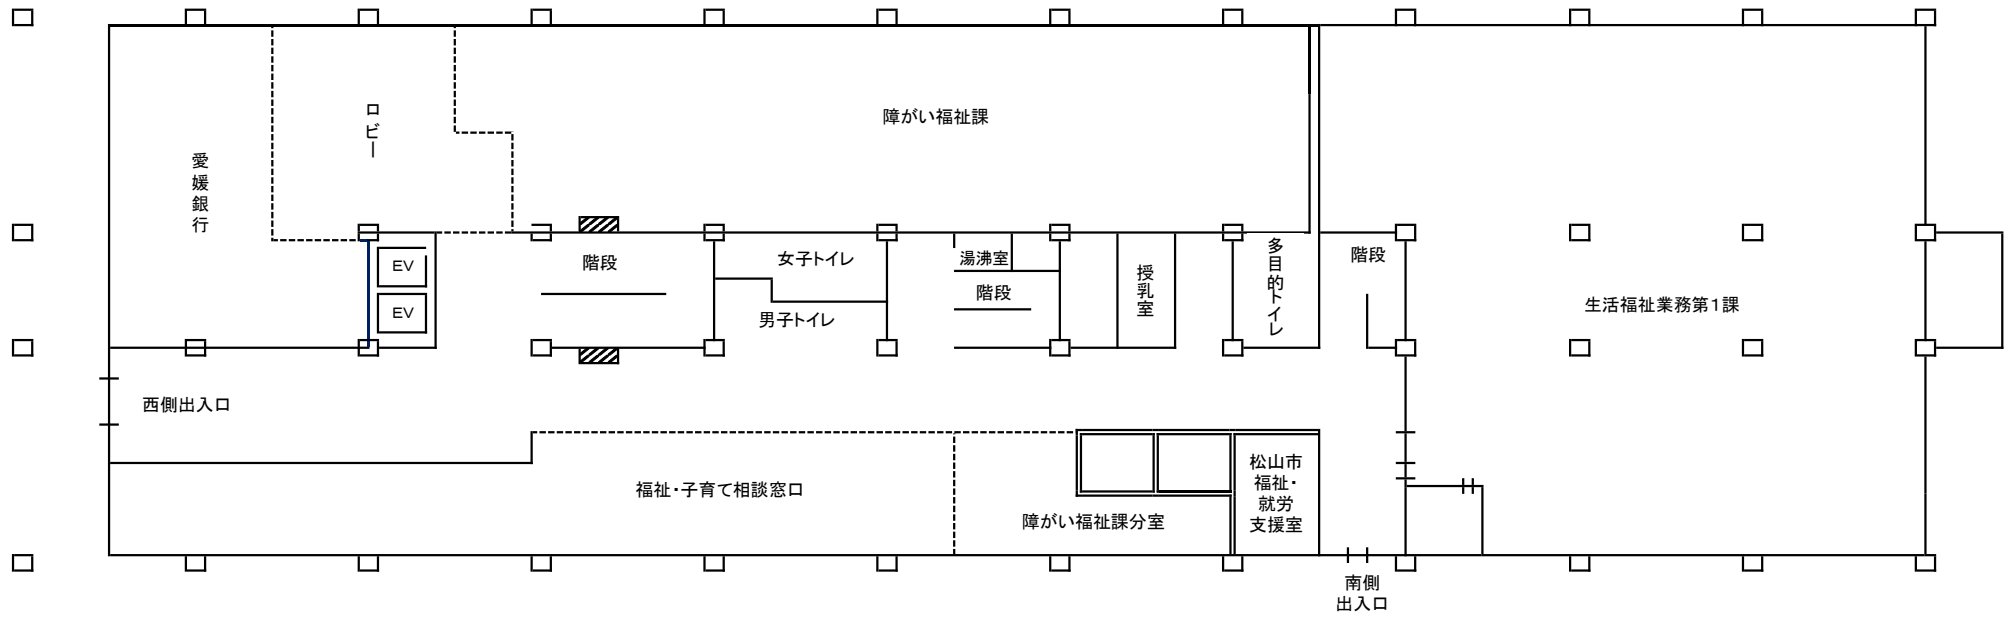 ロビー
障がい福祉課
愛媛銀行
EV
EV
階段
女子トイレ
男子トイレ
湯沸室
階段
授乳室
多目的トイレ
階段
生活福祉業務第1課
西側出入口
福祉・子育て相談窓口
障がい福祉課分室
松山市
福祉・
就労
支援室
南側
出入口